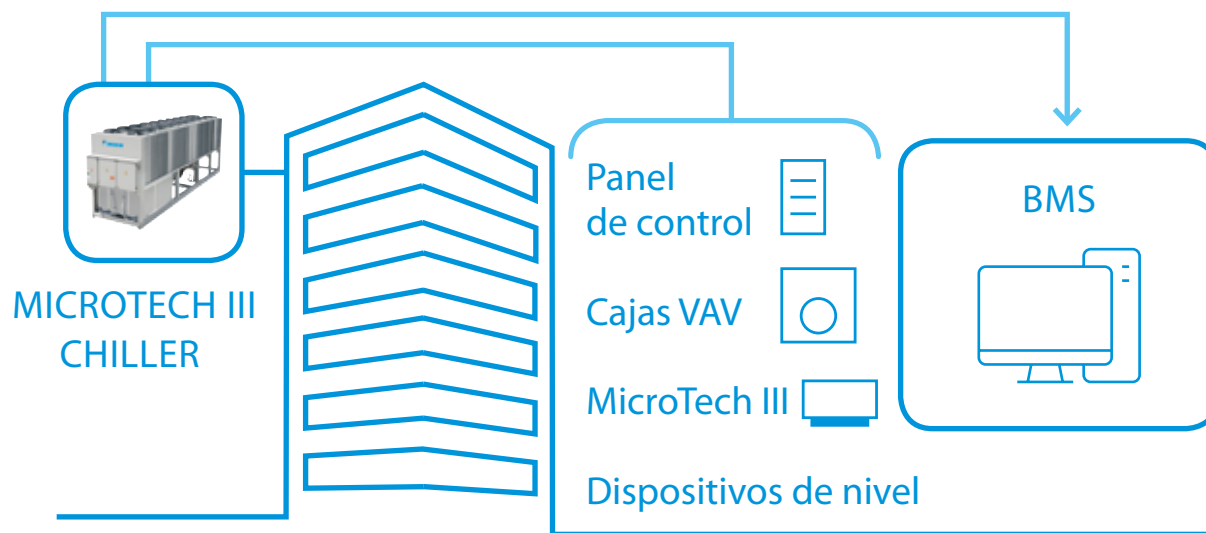 MICROTECH III
CHILLER
Panel
de control
Cajas VAV
MicroTech III
Dispositivos de nivel
BMS